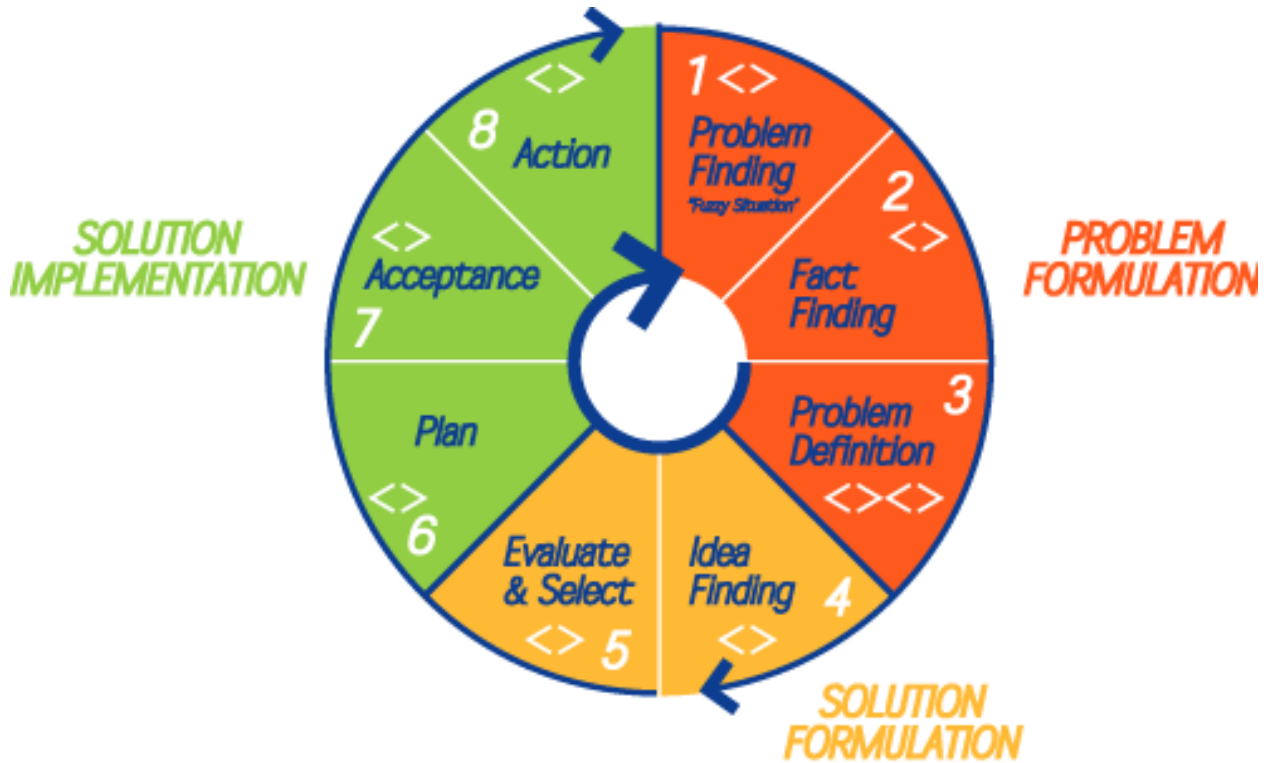 1 <>
Problem
Finding
"Fuzzy Situation"
2
<>
Fact
Finding
3
Problem
Definition
<><>
Idea
Finding
4
<>
Evaluate
& Select
<> 5
Plan
<>
6
<>
Acceptance
7
<>
8
Action
PROBLEM
FORMULATION
SOLUTION
FORMULATION
SOLUTION
IMPLEMENTATION